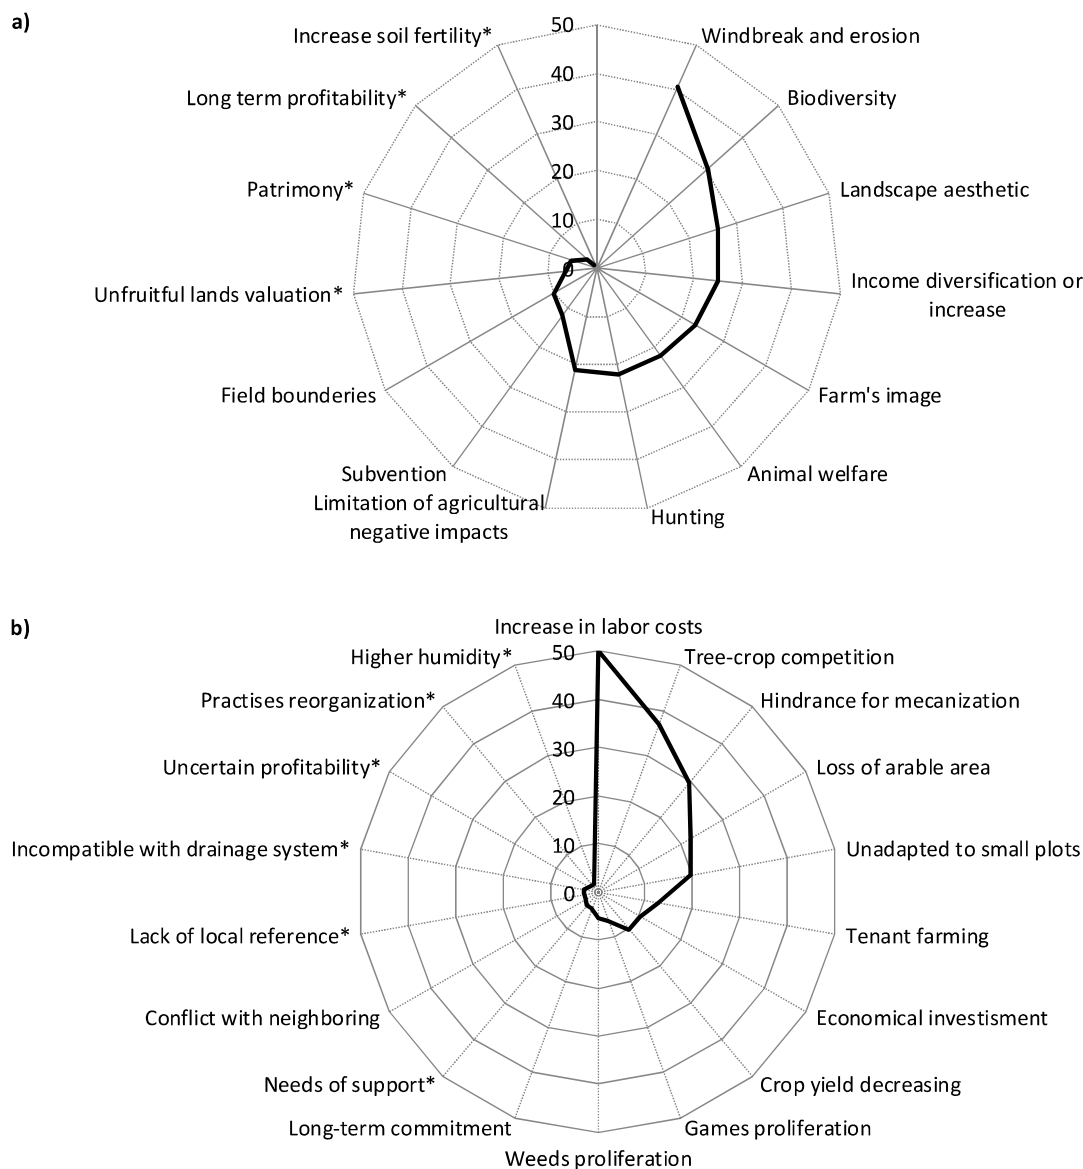 a)
50
Increase soil fertility*
Windbreak and erosion
Long term profitability*
Biodiversity
40
30
Patrimony*
20
Landscape aesthetic
10
0
Unfruitful lands valuation*
Income diversification or
increase
Field bounderies
Farm's image
Subvention
Animal welfare
Limitation of agricultural
negative impacts
Hunting
b)
Increase in labor costs
50
Higher humidity*
Tree-crop competition
Practises reorganization*
Hindrance for mecanization
40
30
Uncertain profitability*
Loss of arable area
20
10
Incompatible with drainage system*
Unadapted to small plots
0
Lack of local reference*
Tenant farming
Conflict with neighboring
Economical investisment
Needs of support*
Crop yield decreasing
Long-term commitment
Games proliferation
Weeds proliferation